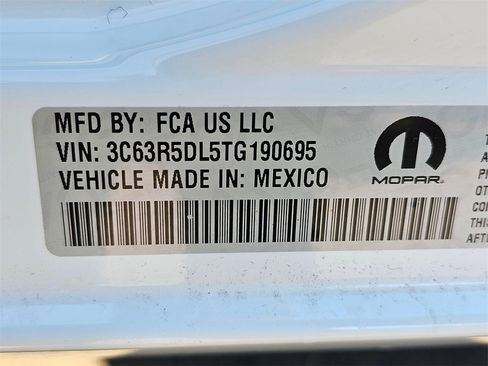 MFD BY: FCA US LLC
VIN: 3C63R5DL5TG190695
VEHICLE MADE IN: MEXICO
MOPAR